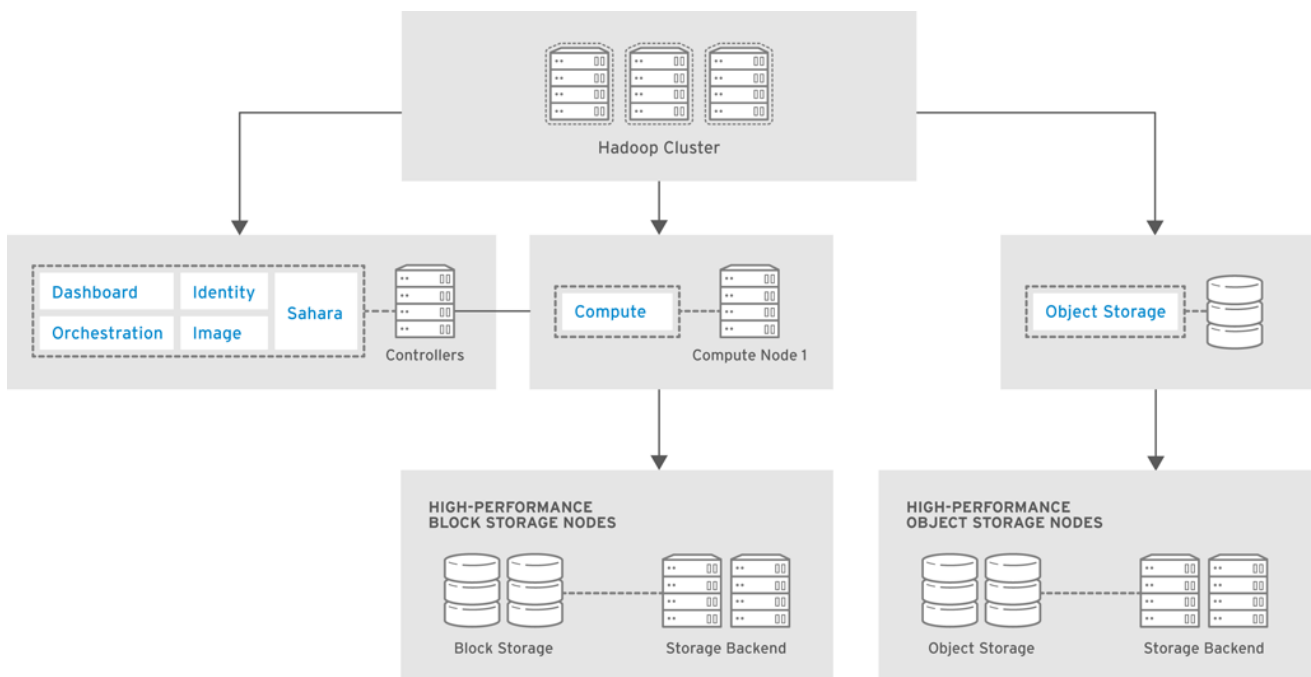 Hadoop Cluster
Dashboard
Identity
Sahara
Orchestration
Image
Controllers
Compute
Compute Node 1
Object Storage
HIGH-PERFORMANCE
BLOCK STORAGE NODES
Block Storage
Storage Backend
HIGH-PERFORMANCE
OBJECT STORAGE NODES
Object Storage
Storage Backend